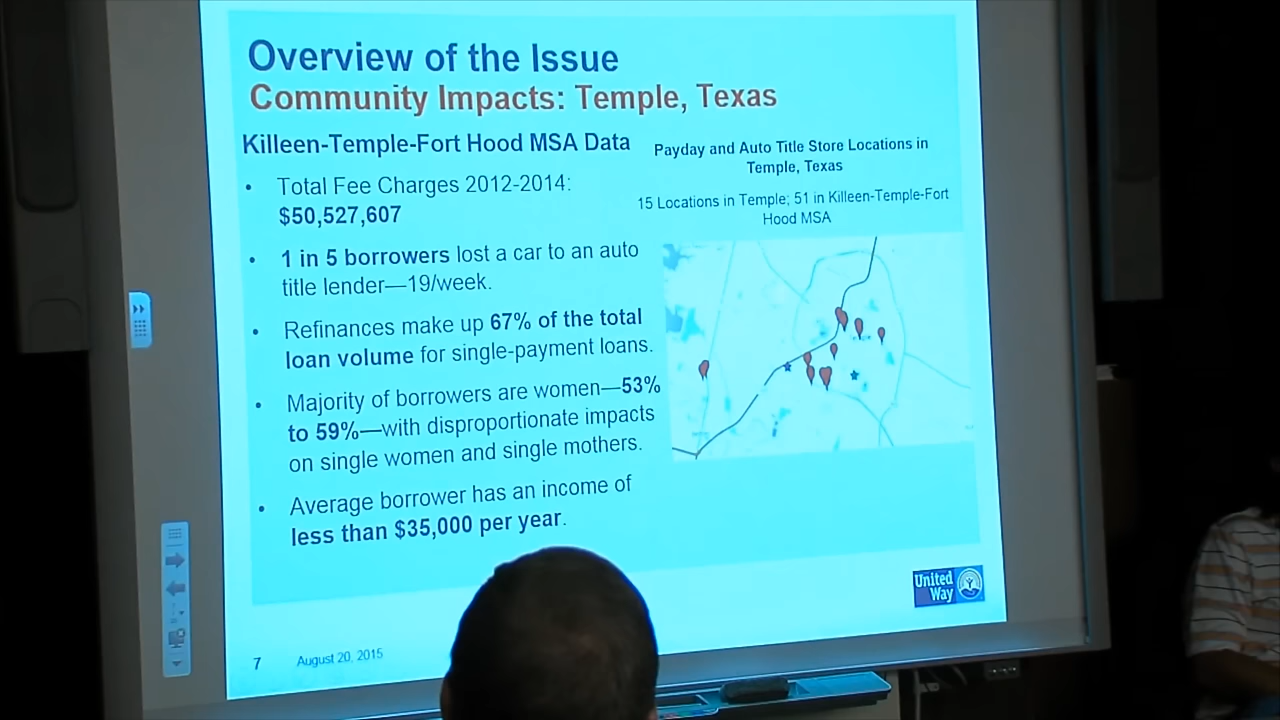 Overview of the Issue
Community Impacts: Temple, Texas
Killeen-Temple-Fort Hood MSA Data
• Total Fee Charges 2012-2014:
$50,527,607
• 1 in 5 borrowers lost a car to an auto
title lender—19/week.
• Refinances make up 67% of the total
loan volume for single-payment loans.
• Majority of borrowers are women—53%
to 59%—with disproportionate impacts
on single women and single mothers.
• Average borrower has an income of
less than $35,000 per year.
Payday and Auto Title Store Locations in
Temple, Texas
15 Locations in Temple; 51 in Killeen-Temple-Fort
Hood MSA
United
Way
7
August 20, 2015